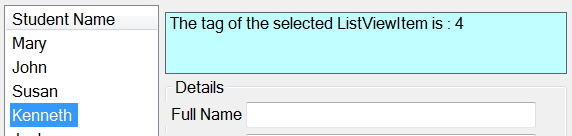 Student Name
Mary
John
Susan
Kenneth
The tag of the selected ListViewItem is : 4
Details
Full Name